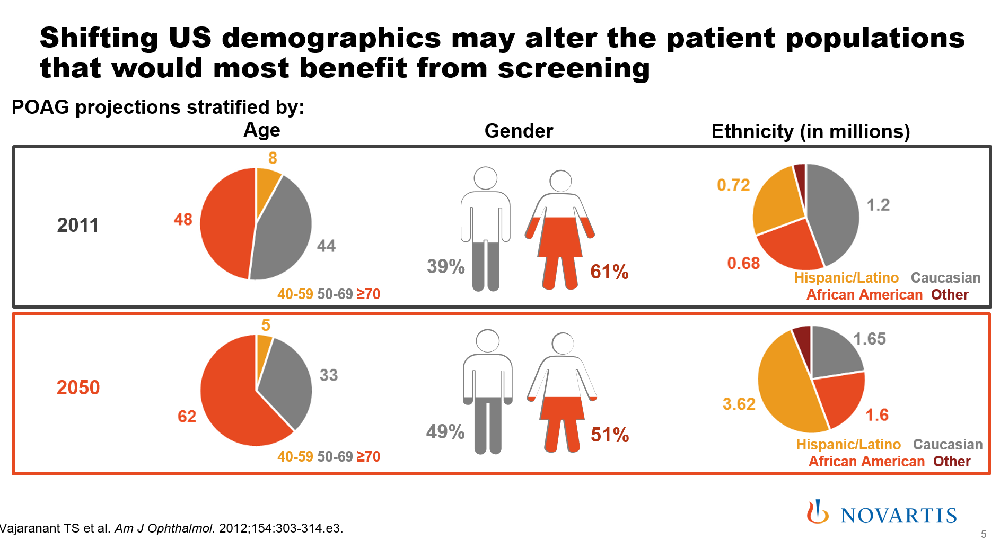 Shifting US demographics may alter the patient populations
that would most benefit from screening
POAG projections stratified by:
Age
Gender
Ethnicity (in millions)
2011
8
48
44
40-59 50-69 ≥70
39%
61%
0.72
1.2
0.68
Hispanic/Latino Caucasian
African American Other
2050
5
33
62
40-59 50-69 ≥70
49%
51%
1.65
3.62
1.6
Hispanic/Latino Caucasian
African American Other
NOVARTIS
Vajaranant TS et al. Am J Ophthalmol. 2012;154:303-314.e3.
5